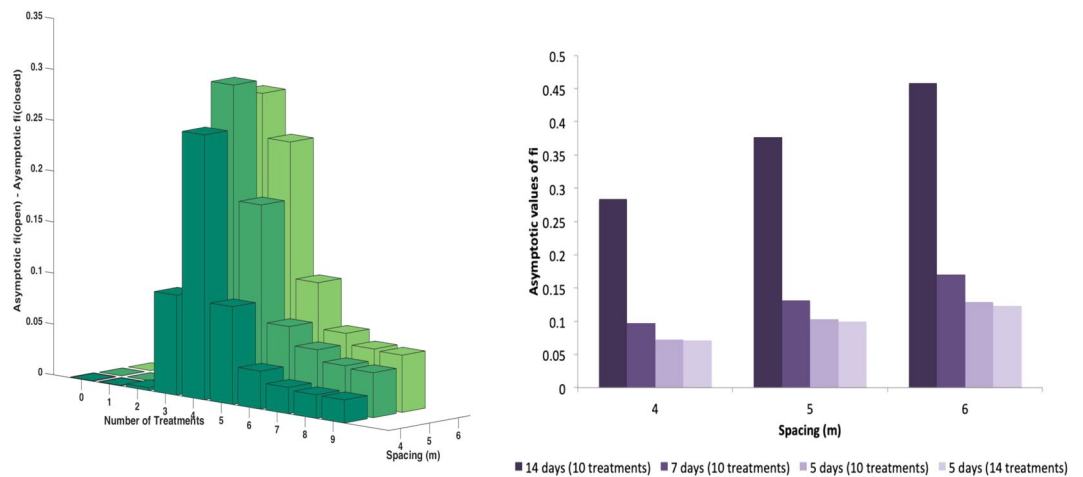 0.35
0.3
0.25
0.2
0.15
0.1
0.05
0
Asymptotic fi(open) - Aysmptotic fi(closed)
0 1 2 3 4 5 6 7 8 9
Number of Treatments
4 5 6
Spacing (m)
0.5
0.45
0.4
0.35
0.3
0.25
0.2
0.15
0.1
0.05
0
Asymptotic values of fi
4 5 6
Spacing (m)
14 days (10 treatments) 7 days (10 treatments) 5 days (10 treatments) 5 days (14 treatments)